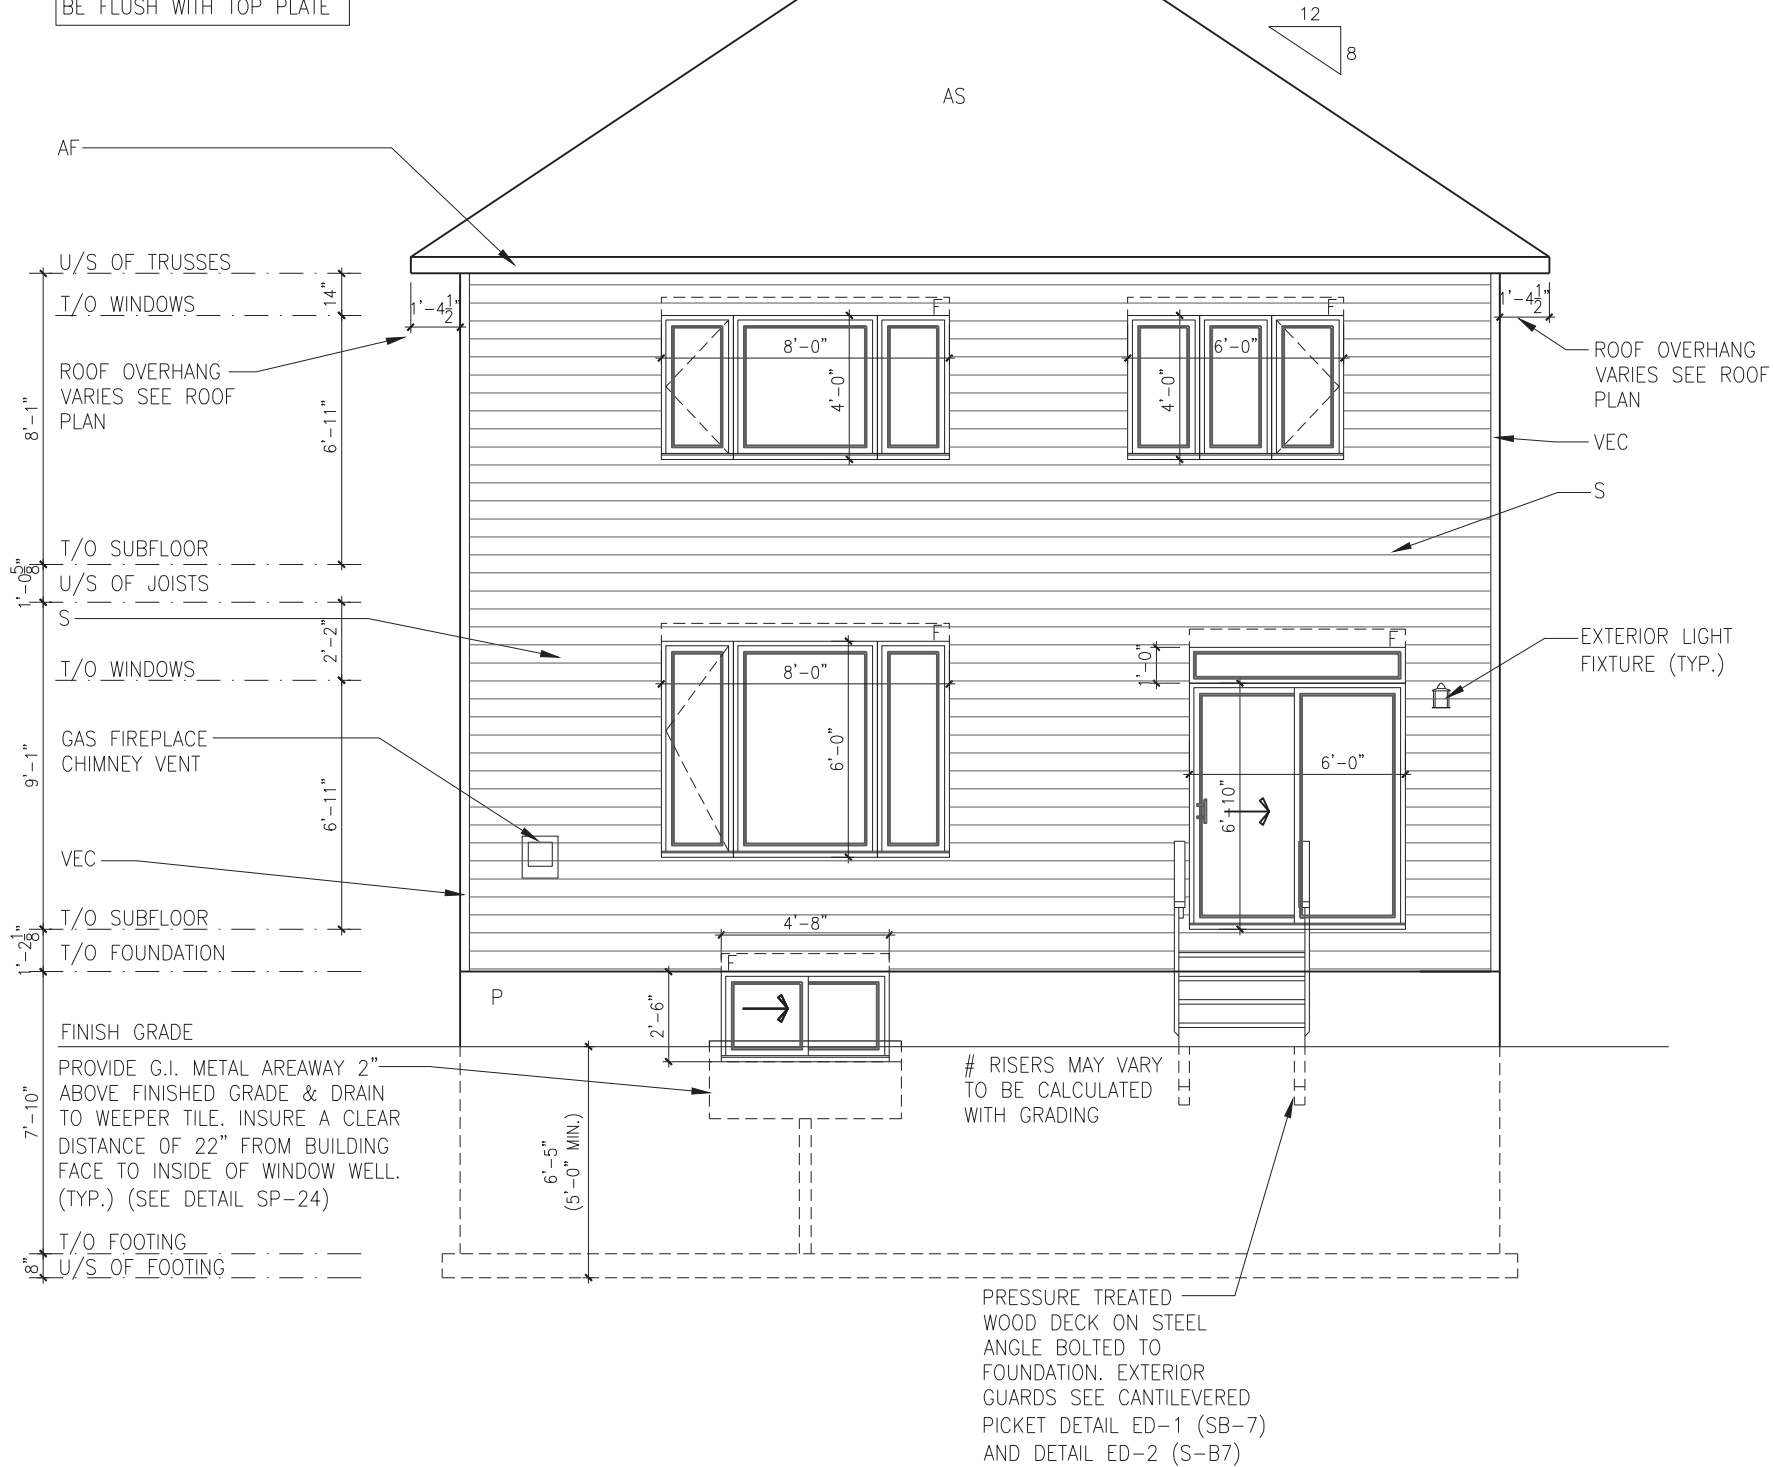 BE FLUSH WITH TOP PLATE
12
8
AS
AF
U/S OF TRUSSES
T/O WINDOWS
14"
1'-4 1/2"
1'-4 1/2"
ROOF OVERHANG
VARIES SEE ROOF
PLAN
8'-1"
6'-11"
F
8'-0"
4'-0"
F
6'-0"
4'-0"
ROOF OVERHANG
VARIES SEE ROOF
PLAN
VEC
S
T/O SUBFLOOR
1'-0 5/8"
U/S OF JOISTS
S
2'-2"
T/O WINDOWS
F
8'-0"
6'-0"
F
1'-0"
6'-0"
6'-10"
EXTERIOR LIGHT
FIXTURE (TYP.)
GAS FIREPLACE
CHIMNEY VENT
9'-1"
6'-11"
VEC
T/O SUBFLOOR
1'-2 1/8"
T/O FOUNDATION
4'-8"
F
P
2'-6"
FINISH GRADE
PROVIDE G.I. METAL AREAWAY 2"
ABOVE FINISHED GRADE & DRAIN
TO WEEPER TILE. INSURE A CLEAR
DISTANCE OF 22" FROM BUILDING
FACE TO INSIDE OF WINDOW WELL.
(TYP.) (SEE DETAIL SP-24)
7'-10"
6'-5"
(5'-0" MIN.)
# RISERS MAY VARY
TO BE CALCULATED
WITH GRADING
T/O FOOTING
8"
U/S OF FOOTING
PRESSURE TREATED
WOOD DECK ON STEEL
ANGLE BOLTED TO
FOUNDATION. EXTERIOR
GUARDS SEE CANTILEVERED
PICKET DETAIL ED-1 (SB-7)
AND DETAIL ED-2 (S-B7)